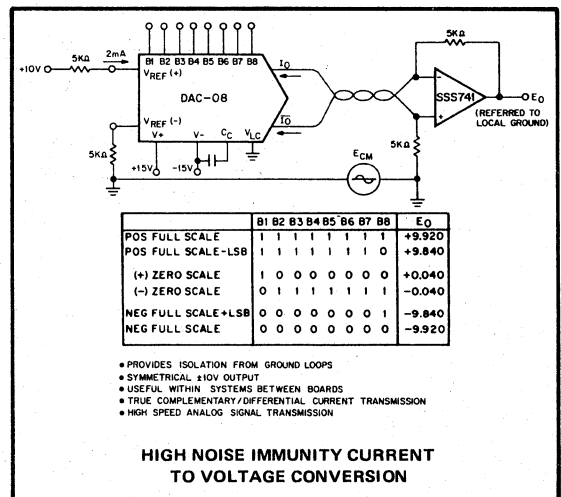 B1 B2 B3 B4 B5 B6 B7 B8
5KΩ
2mA
+10V
VREF (+)
DAC-08
VREF (-)
V+
V-
CC
VLC
IO
IO
5KΩ
+15V
-15V
5KΩ
-
+
SSS741
EO
(REFERRED TO LOCAL GROUND)
5KΩ
ECM
B1 B2 B3 B4 B5 B6 B7 B8 EO
POS FULL SCALE 1 1 1 1 1 1 1 1 +9.920
POS FULL SCALE-LSB 1 1 1 1 1 1 1 0 +9.840
(+) ZERO SCALE 1 0 0 0 0 0 0 0 +0.040
(-) ZERO SCALE 0 1 1 1 1 1 1 1 -0.040
NEG FULL SCALE+LSB 0 0 0 0 0 0 0 1 -9.840
NEG FULL SCALE 0 0 0 0 0 0 0 0 -9.920
• PROVIDES ISOLATION FROM GROUND LOOPS
• SYMMETRICAL ±10V OUTPUT
• USEFUL WITHIN SYSTEMS BETWEEN BOARDS
• TRUE COMPLEMENTARY/DIFFERENTIAL CURRENT TRANSMISSION
• HIGH SPEED ANALOG SIGNAL TRANSMISSION
HIGH NOISE IMMUNITY CURRENT
TO VOLTAGE CONVERSION